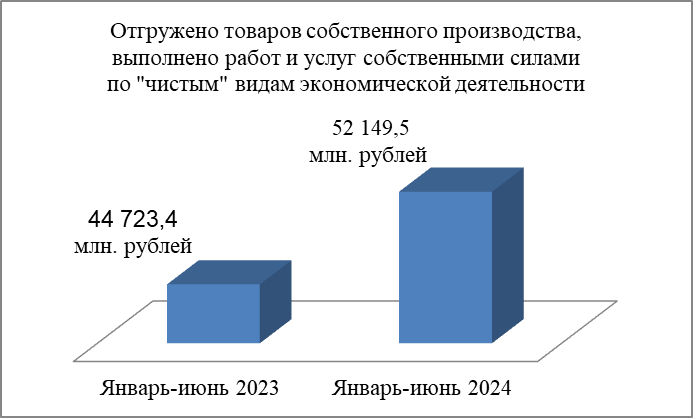 Отгружено товаров собственного производства,
выполнено работ и услуг собственными силами
по "чистым" видам экономической деятельности
52 149,5
млн. рублей
44 723,4
млн. рублей
Январь-июнь 2023
Январь-июнь 2024